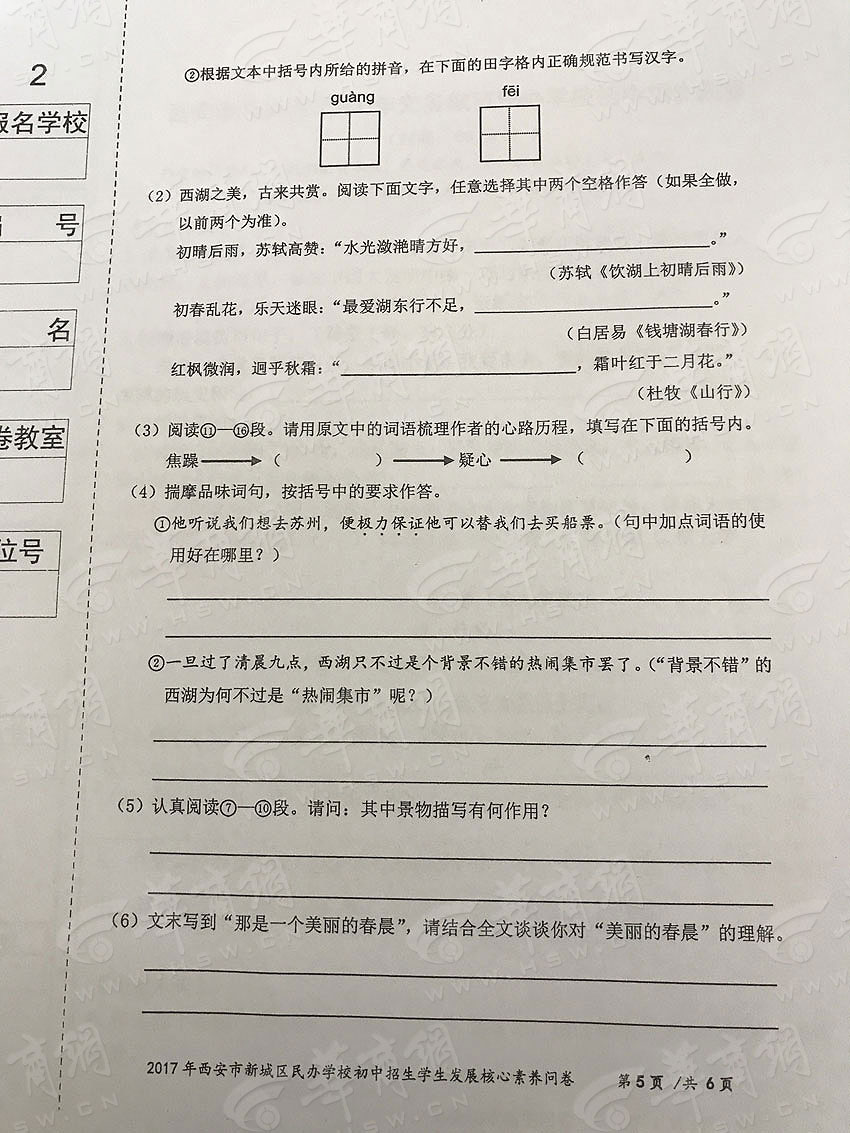 2
报名学校
号
名
卷教室
位号
②根据文本中括号内所给的拼音，在下面的田字格内正确规范书写汉字。
guàng fēi
（2）西湖之美，古来共赏。阅读下面文字，任意选择其中两个空格作答（如果全做，
以前两个为准）。
初晴后雨，苏轼高赞：“水光潋滟晴方好，____。”
（苏轼《饮湖上初晴后雨》）
初春乱花，乐天迷眼：“最爱湖东行不足，____。”
（白居易《钱塘湖春行》）
红枫微润，迥乎秋霜：“____，霜叶红于二月花。”
（杜牧《山行》）
（3）阅读⑪—⑯段。请用原文中的词语梳理作者的心路历程，填写在下面的括号内。
焦躁→（ ）→疑心→（ ）
（4）揣摩品味词句，按括号中的要求作答。
①他听说我们想去苏州，便极力保证他可以替我们去买船票。（句中加点词语的使
用好在哪里？）
②一旦过了清晨九点，西湖只不过是个背景不错的热闹集市罢了。（“背景不错”的
西湖为何不过是“热闹集市”呢？）
（5）认真阅读⑦—⑩段。请问：其中景物描写有何作用？
（6）文末写到“那是一个美丽的春晨”，请结合全文谈谈你对“美丽的春晨”的理解。
2017年西安市新城区民办学校初中招生学生发展核心素养问卷 第5页 /共 6页
华商网
WWW.HSW.CN